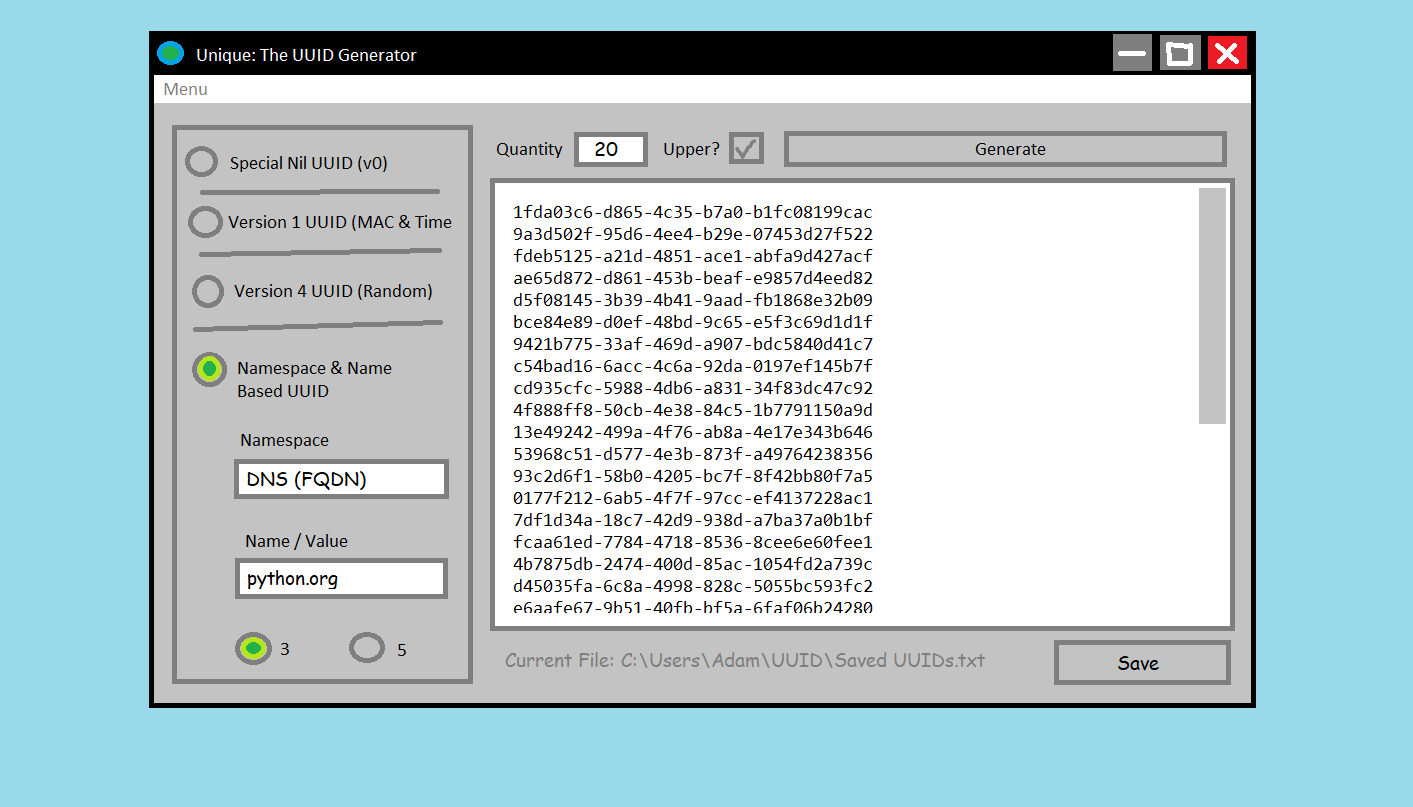 Unique: The UUID Generator
Menu
Special Nil UUID (v0)
Version 1 UUID (MAC & Time
Version 4 UUID (Random)
Namespace & Name
Based UUID
Namespace
DNS (FQDN)
Name / Value
python.org
3
5
Quantity
20
Upper?
Generate
1fda03c6-d865-4c35-b7a0-b1fc08199cac
9a3d502f-95d6-4ee4-b29e-07453d27f522
fdeb5125-a21d-4851-ace1-abfa9d427acf
ae65d872-d861-453b-beaf-e9857d4eed82
d5f08145-3b39-4b41-9aad-fb1868e32b09
bce84e89-d0ef-48bd-9c65-e5f3c69d1d1f
9421b775-33af-469d-a907-bdc5840d41c7
c54bad16-6acc-4c6a-92da-0197ef145b7f
cd935cfc-5988-4db6-a831-34f83dc47c92
4f888ff8-50cb-4e38-84c5-1b7791150a9d
13e49242-499a-4f76-ab8a-4e17e343b646
53968c51-d577-4e3b-873f-a49764238356
93c2d6f1-58b0-4205-bc7f-8f42bb80f7a5
0177f212-6ab5-4f7f-97cc-ef4137228ac1
7df1d34a-18c7-42d9-938d-a7ba37a0b1bf
fcaa61ed-7784-4718-8536-8cee6e60fee1
4b7875db-2474-400d-85ac-1054fd2a739c
d45035fa-6c8a-4998-828c-5055bc593fc2
e6aafe67-9b51-40fb-bf5a-6faf06b24280
Current File: C:\Users\Adam\UUID\Saved UUIDs.txt
Save